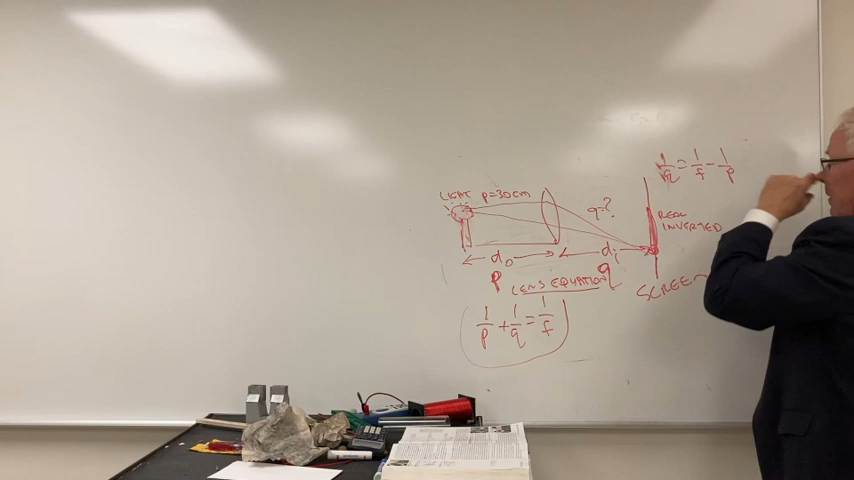 1/q = 1/f - 1/p
LIGHT p=30cm
q=?
REAL
INVERTED
d₀ di
p q
SCREEN
LENS EQUATION
1/p + 1/q = 1/f